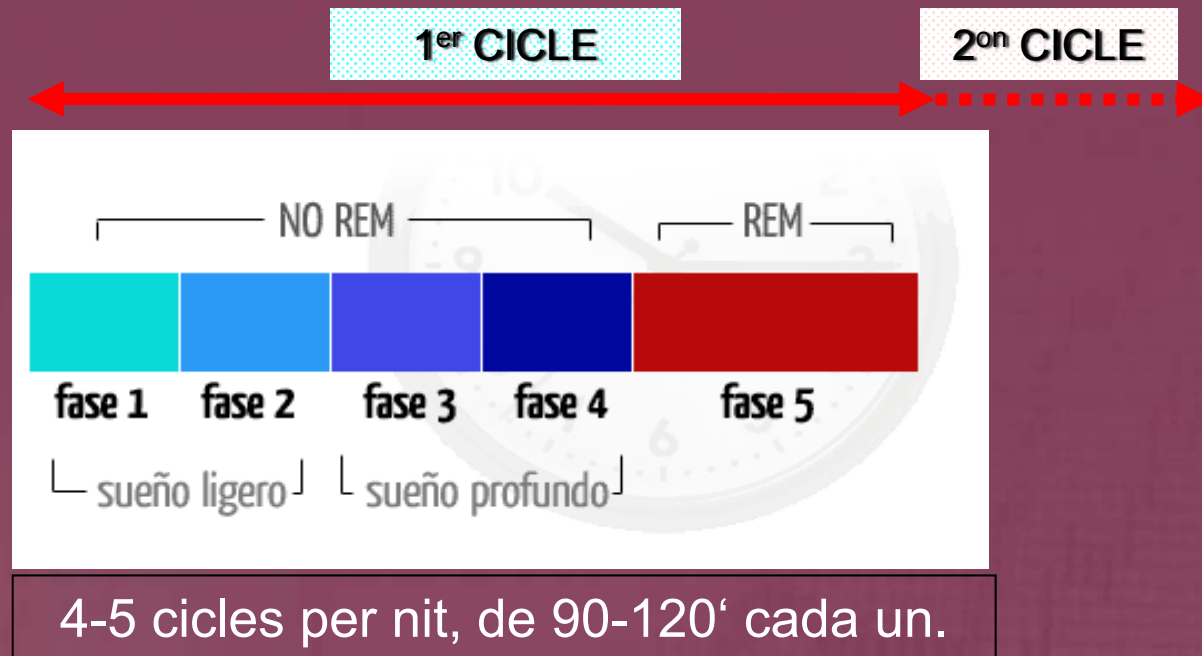 1er CICLE
2on CICLE
NO REM
REM
fase 1 fase 2 fase 3 fase 4 fase 5
sueño ligero sueño profundo
4-5 cicles per nit, de 90-120‘ cada un.